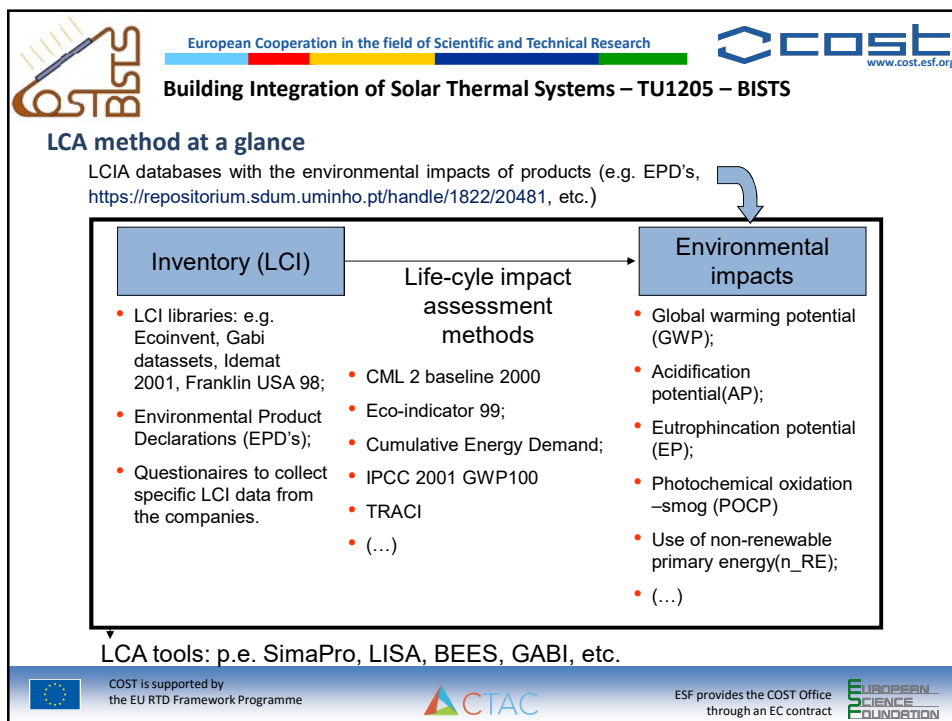 COST BISTS
European Cooperation in the field of Scientific and Technical Research
cost
www.cost.esf.org
Building Integration of Solar Thermal Systems – TU1205 – BISTS
LCA method at a glance
LCIA databases with the environmental impacts of products (e.g. EPD's,
https://repositorium.sdum.uminho.pt/handle/1822/20481, etc.)
Inventory (LCI)
• LCI libraries: e.g.
Ecoinvent, Gabi
datassets, Idemat
2001, Franklin USA 98;
• Environmental Product
Declarations (EPD's);
• Questionaires to collect
specific LCI data from
the companies.
Life-cyle impact
assessment
methods
• CML 2 baseline 2000
• Eco-indicator 99;
• Cumulative Energy Demand;
• IPCC 2001 GWP100
• TRACI
• (…)
Environmental
impacts
• Global warming potential
(GWP);
• Acidification
potential(AP);
• Eutrophincation potential
(EP);
• Photochemical oxidation
–smog (POCP)
• Use of non-renewable
primary energy(n_RE);
• (…)
LCA tools: p.e. SimaPro, LISA, BEES, GABI, etc.
COST is supported by
the EU RTD Framework Programme
CTAC
ESF provides the COST Office
through an EC contract
EUROPEAN
SCIENCE
FOUNDATION